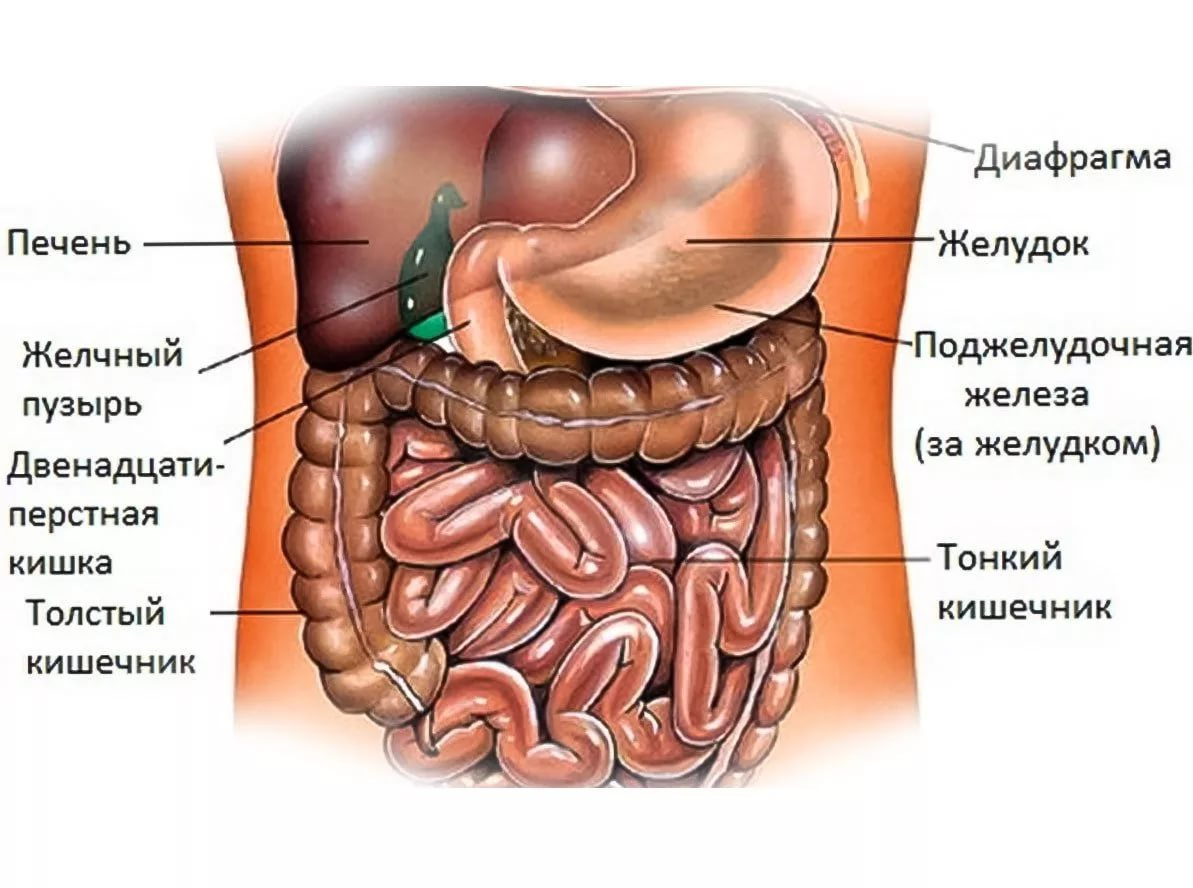 Диафрагма
Печень
Желудок
Желчный
пузырь
Поджелудочная
железа
(за желудком)
Двенадцати-
перстная
кишка
Тонкий
кишечник
Толстый
кишечник